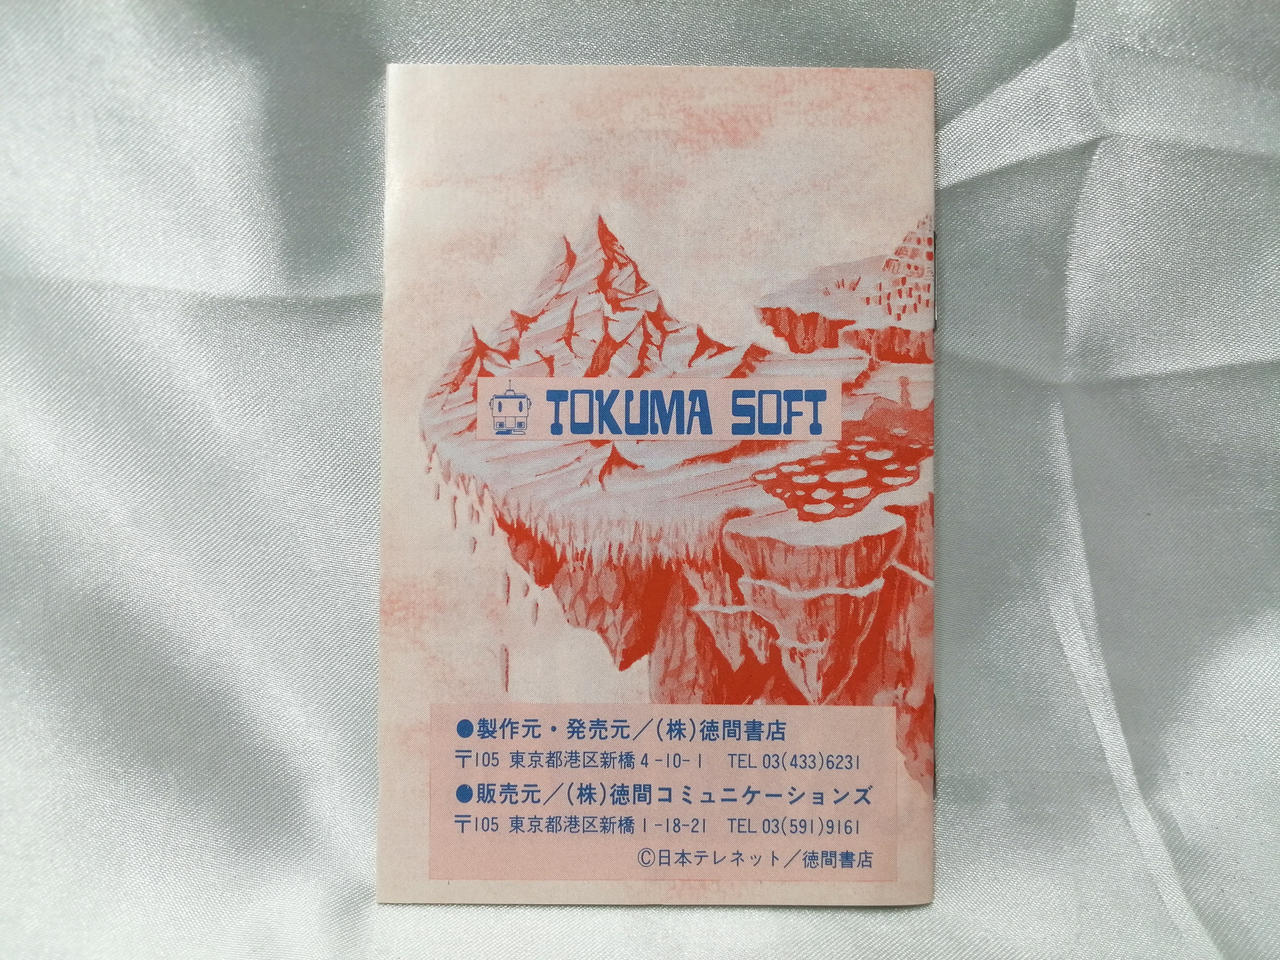 TOKUMA SOFT
●製作元・発売元／(株)徳間書店
〒105 東京都港区新橋4-10-1 TEL 03(433)6231
●販売元／(株)徳間コミュニケーションズ
〒105 東京都港区新橋1-18-21 TEL 03(591)9161
©日本テレネット／徳間書店